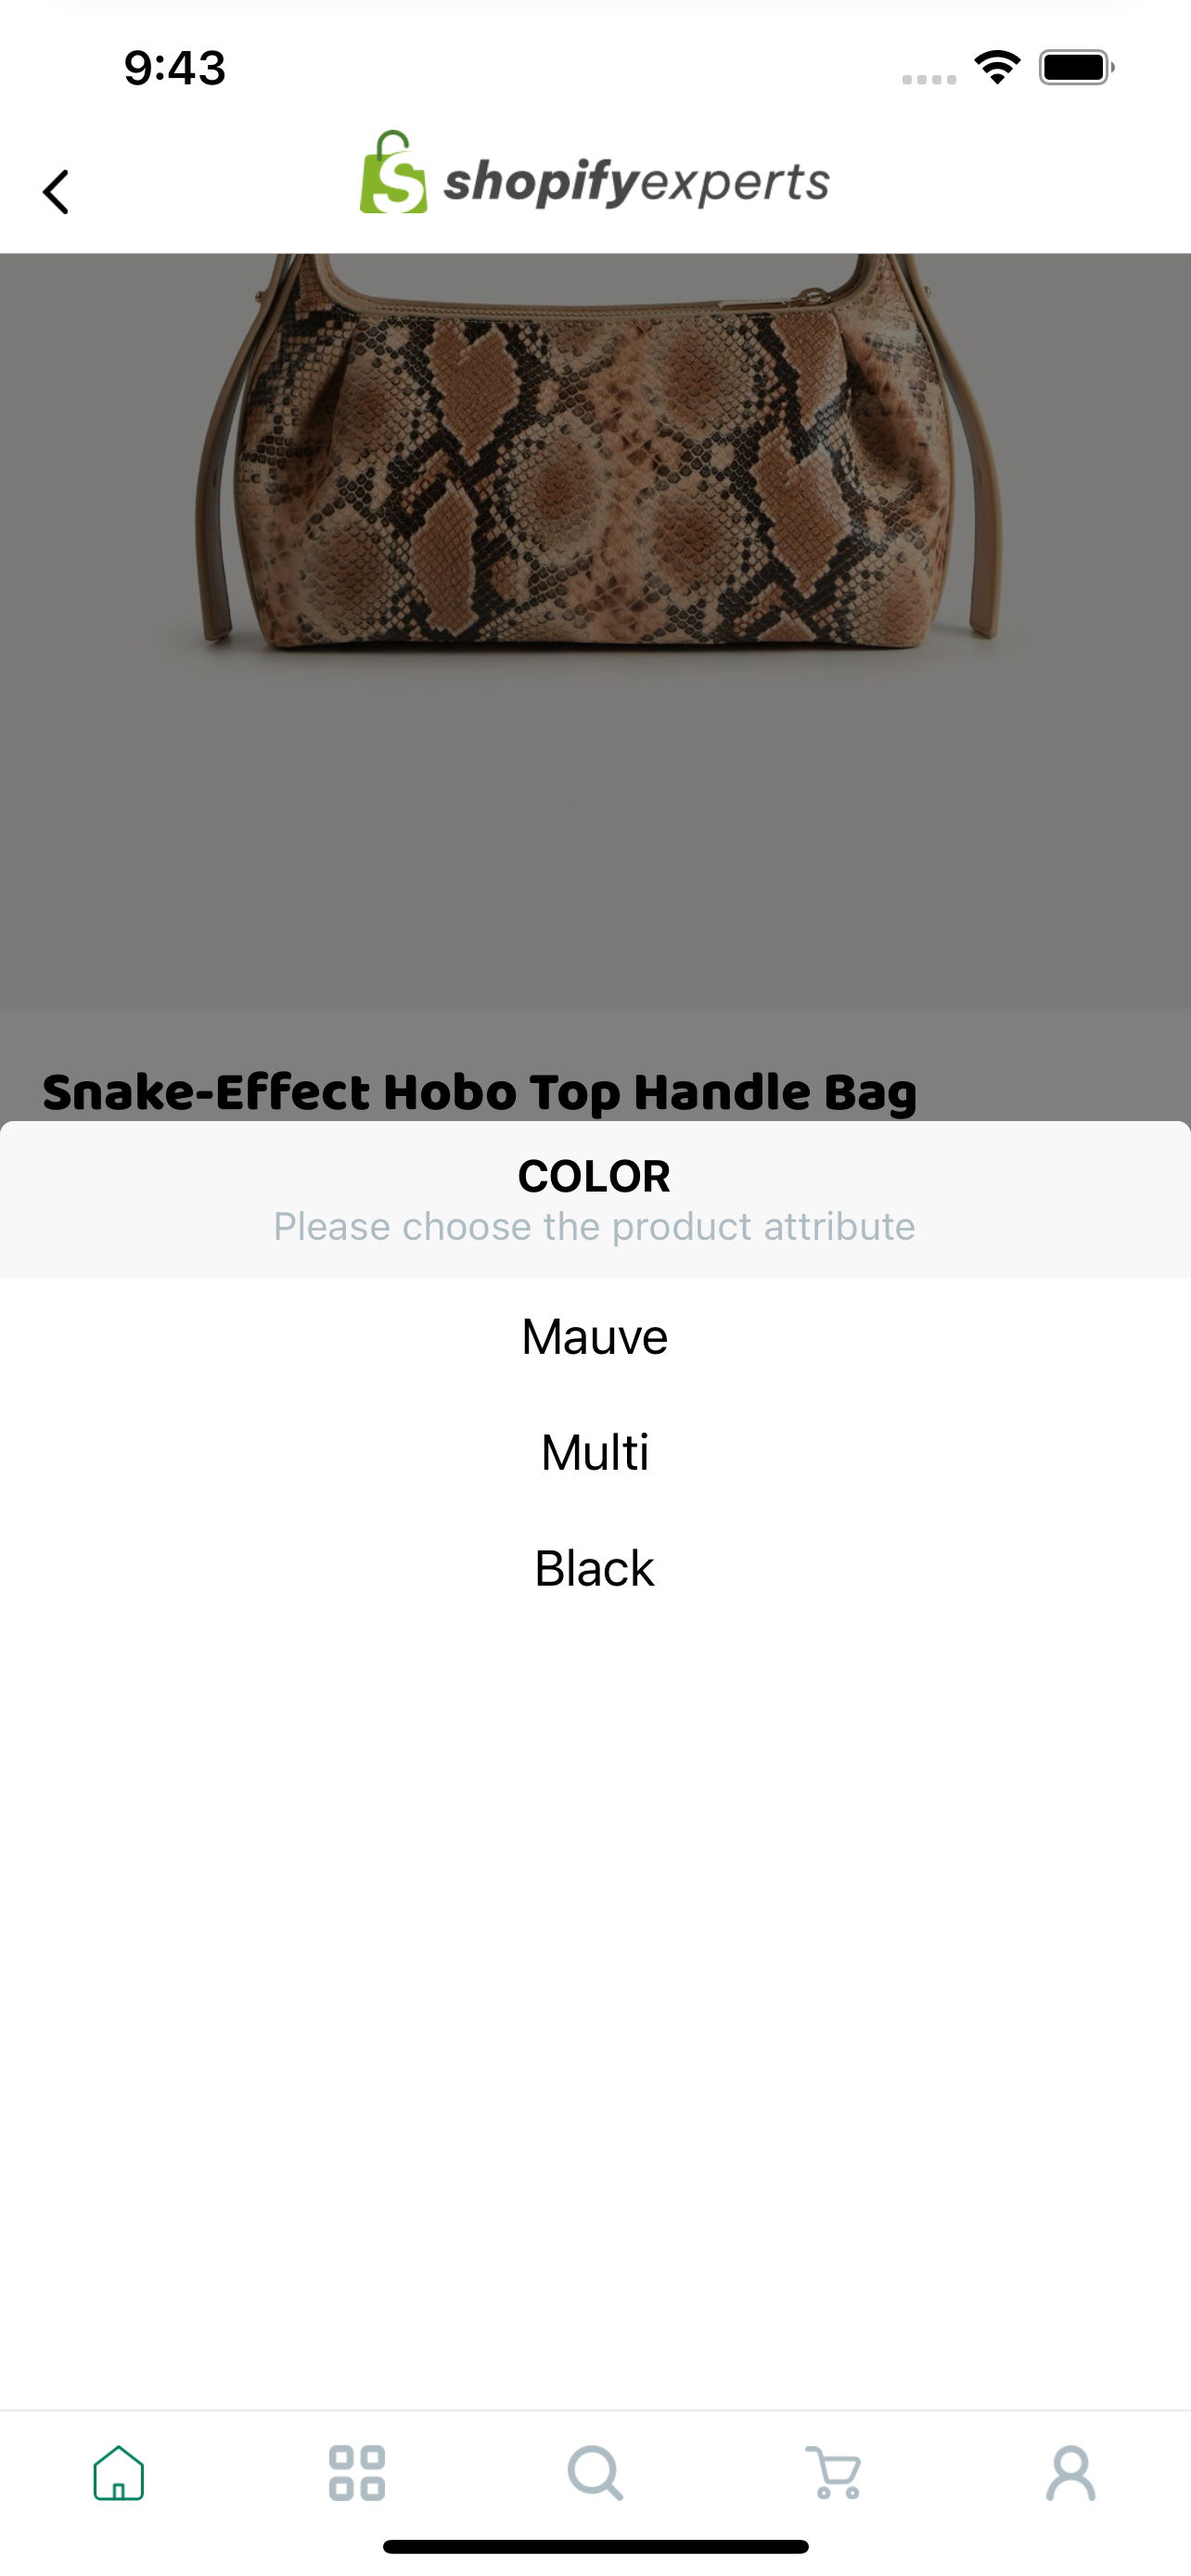 9:43
shopifyexperts
Snake-Effect Hobo Top Handle Bag
COLOR
Please choose the product attribute
Mauve
Multi
Black